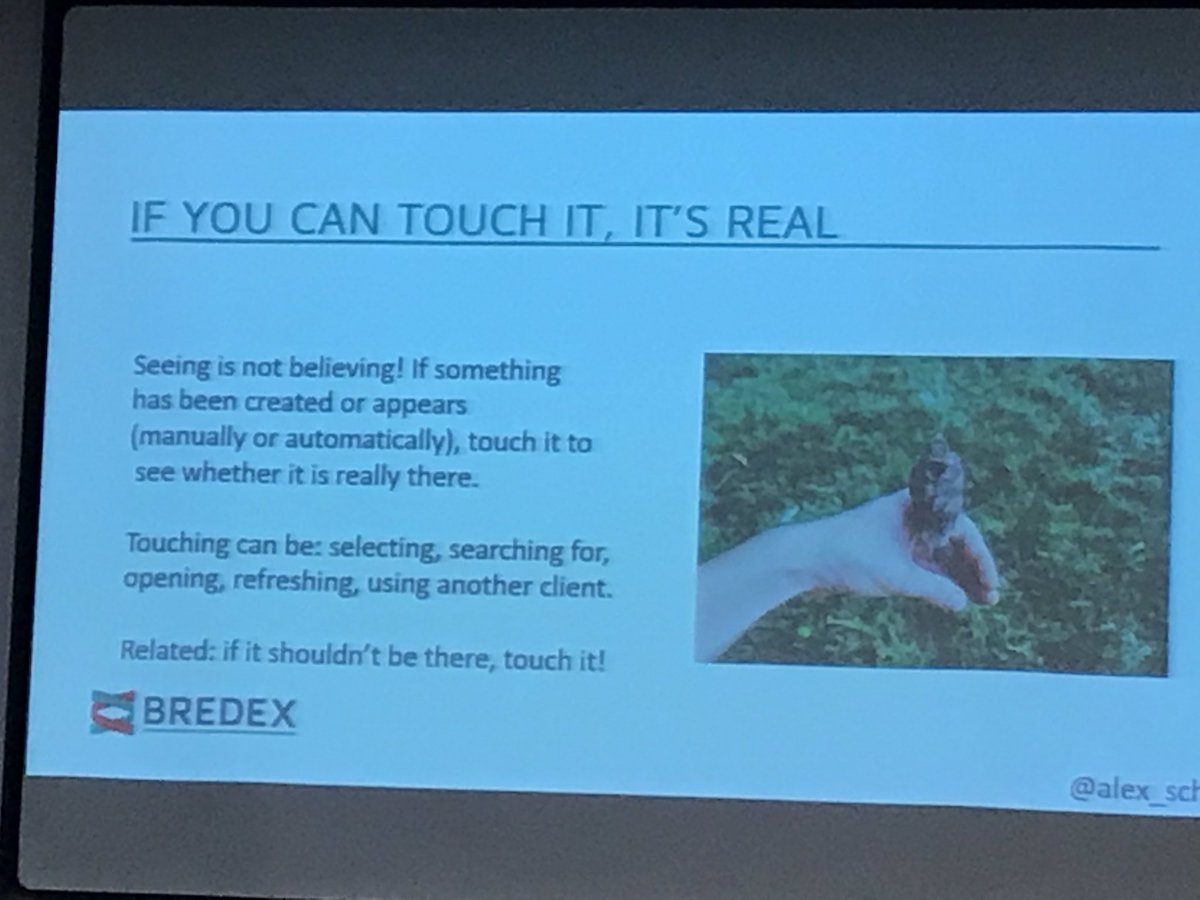 IF YOU CAN TOUCH IT, IT'S REAL
Seeing is not believing! If something
has been created or appears
(manually or automatically), touch it to
see whether it is really there.
Touching can be: selecting, searching for,
opening, refreshing, using another client.
Related: if it shouldn't be there, touch it!
BREDEX
@alex_sch